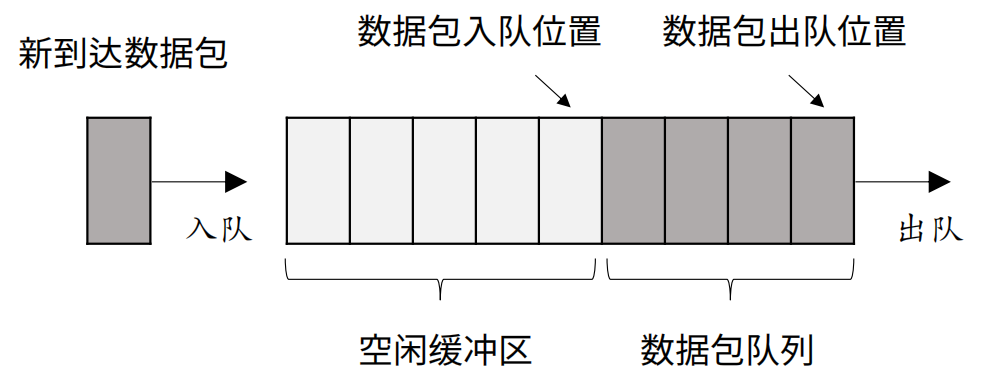 新到达数据包
数据包入队位置
数据包出队位置
入队
出队
空闲缓冲区
数据包队列